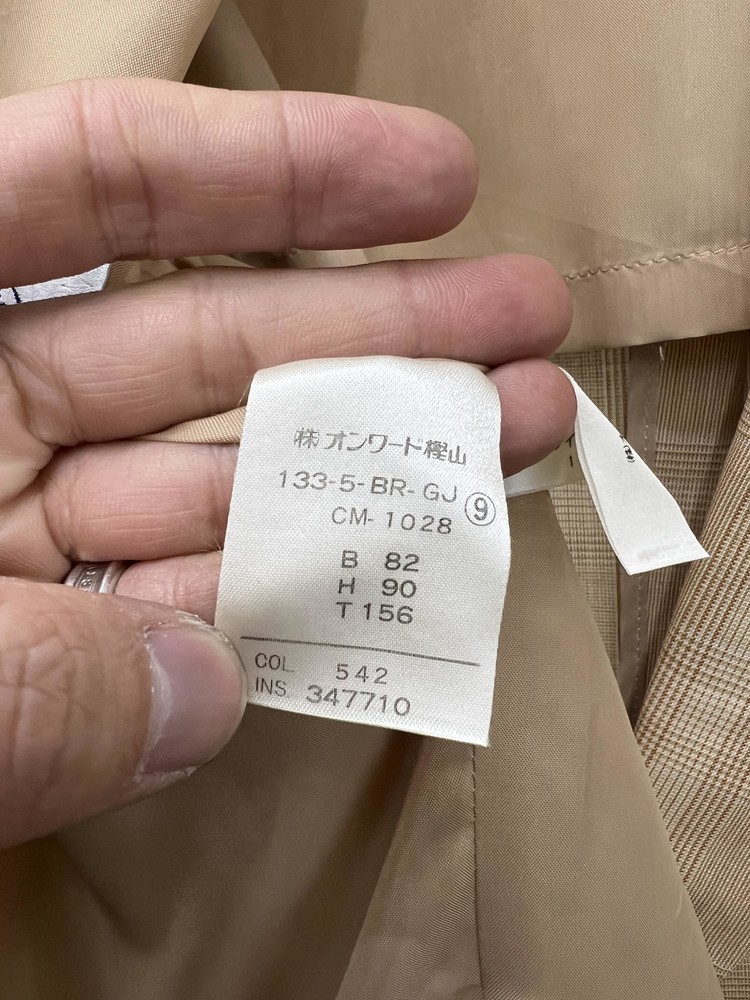 (株)オンワード樫山
133-5-BR-GJ ⑨
CM-1028
B 82
H 90
T 156
COL 542
INS 347710